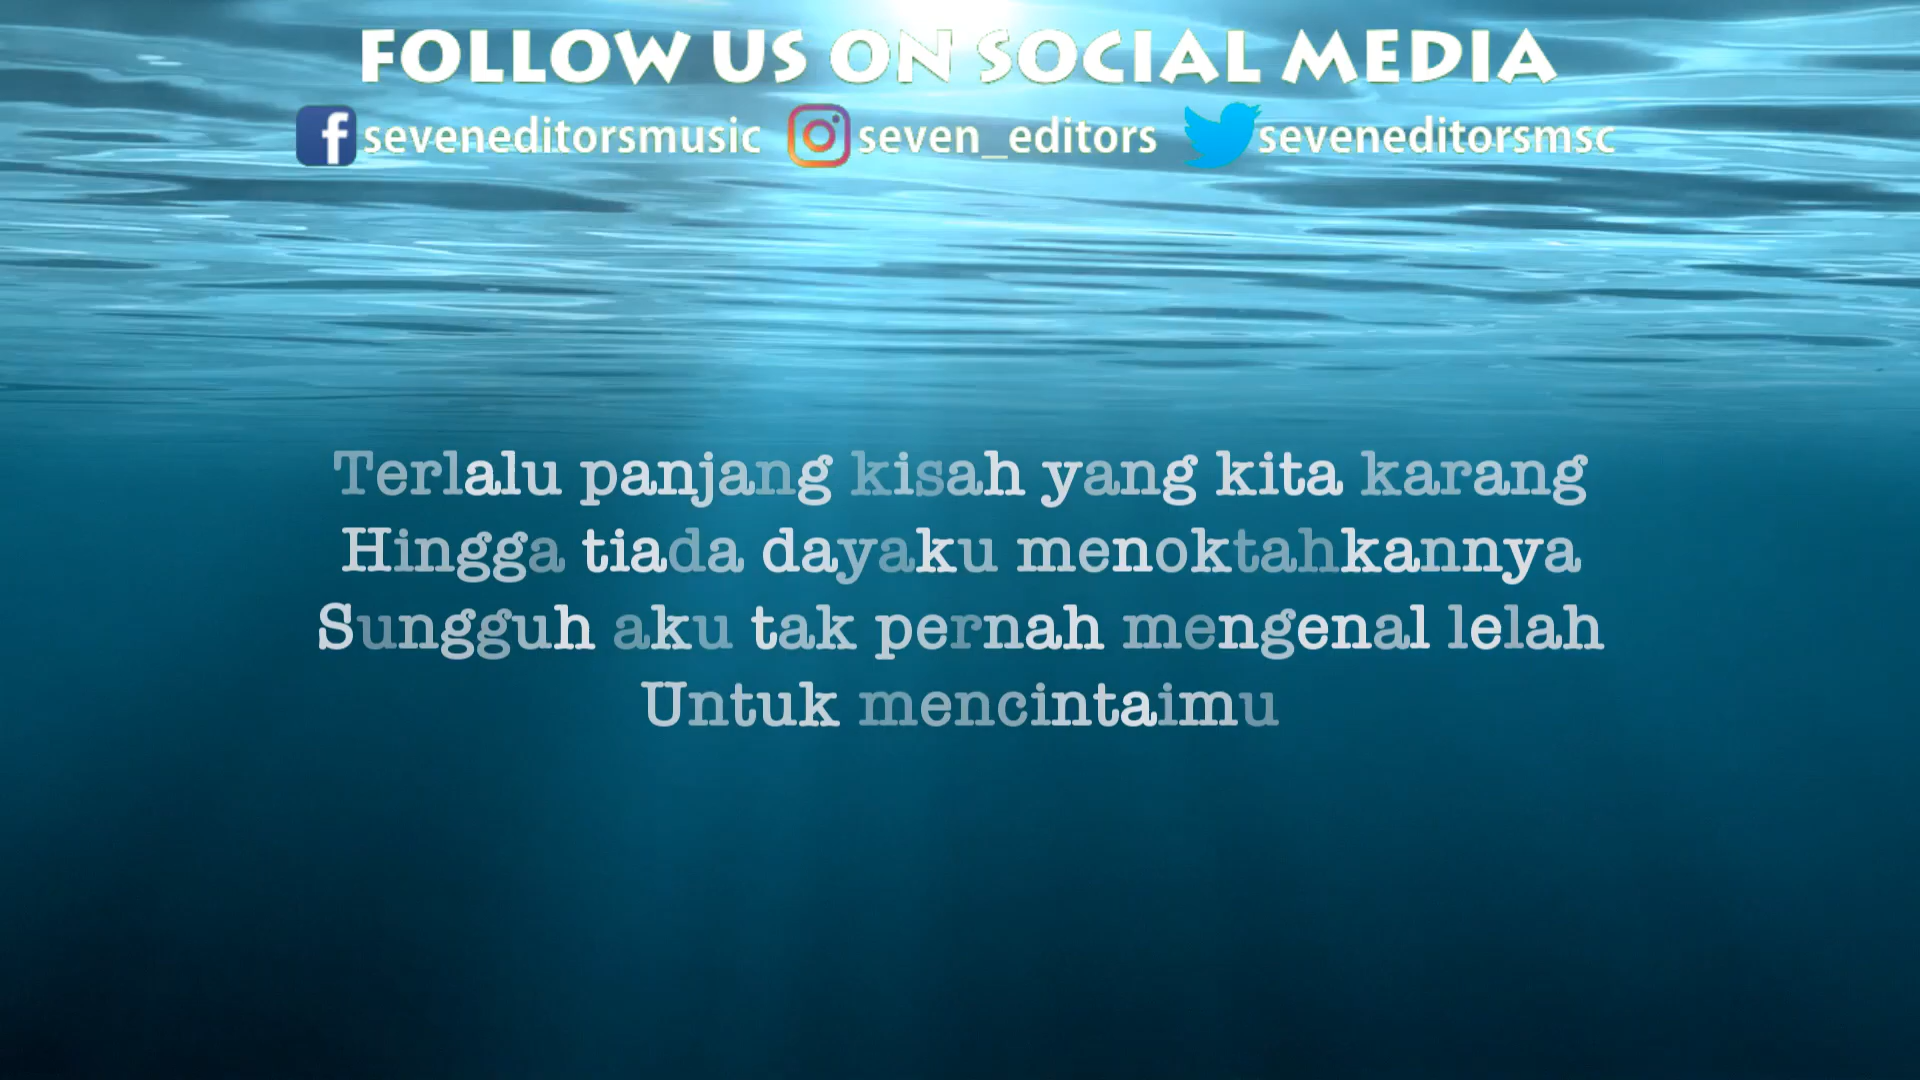 FOLLOW US ON SOCIAL MEDIA
seveneditorsmusic seven_editors seveneditorsmsc
Terlalu panjang kisah yang kita karang
Hingga tiada dayaku menoktahkannya
Sungguh aku tak pernah mengenal lelah
Untuk mencintaimu